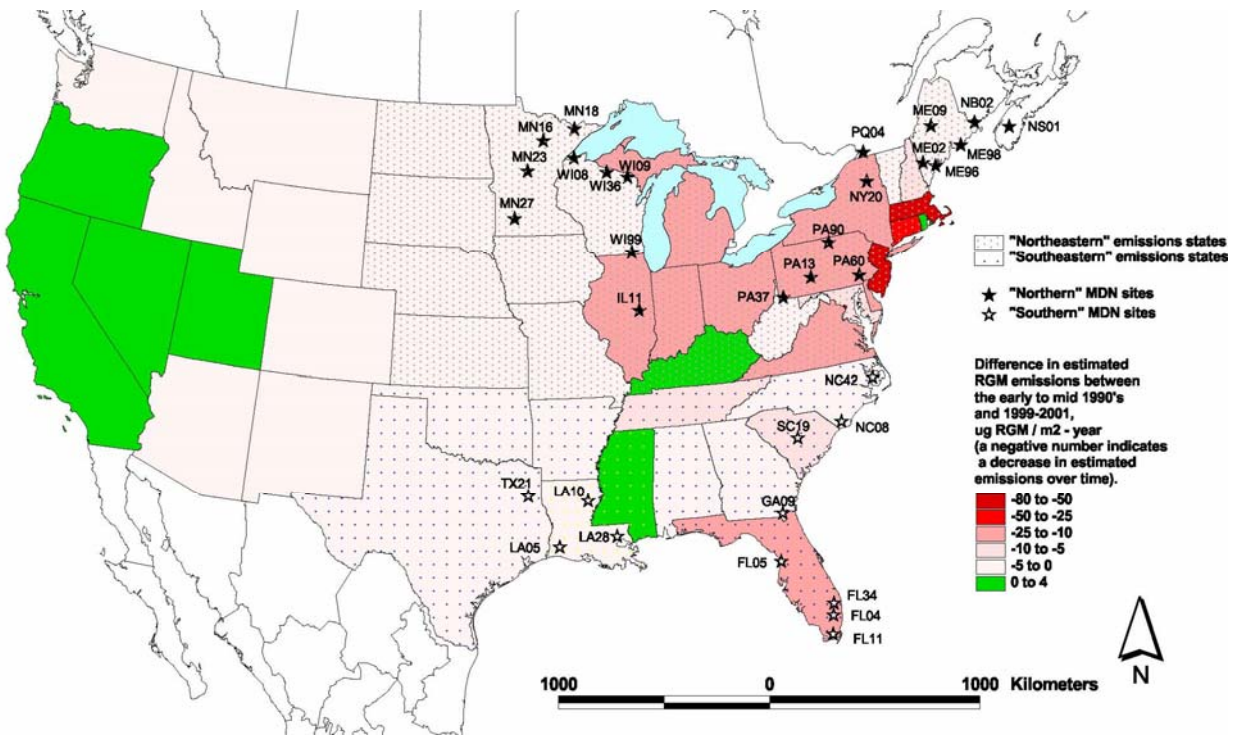 MN18
MN16
MN23
WI08
WI09
WI36
MN27
WI99
IL11
ME09
NB02
NS01
PQ04
ME02
ME98
ME96
NY20
PA90
PA13
PA60
PA37
NC42
NC08
SC19
GA09
TX21
LA10
LA28
LA05
FL05
FL34
FL04
FL11
"Northeastern" emissions states
"Southeastern" emissions states
"Northern" MDN sites
"Southern" MDN sites
Difference in estimated
RGM emissions between
the early to mid 1990's
and 1999-2001,
ug RGM / m2 - year
(a negative number indicates
a decrease in estimated
emissions over time).
-80 to -50
-50 to -25
-25 to -10
-10 to -5
-5 to 0
0 to 4
N
1000 0 1000 Kilometers